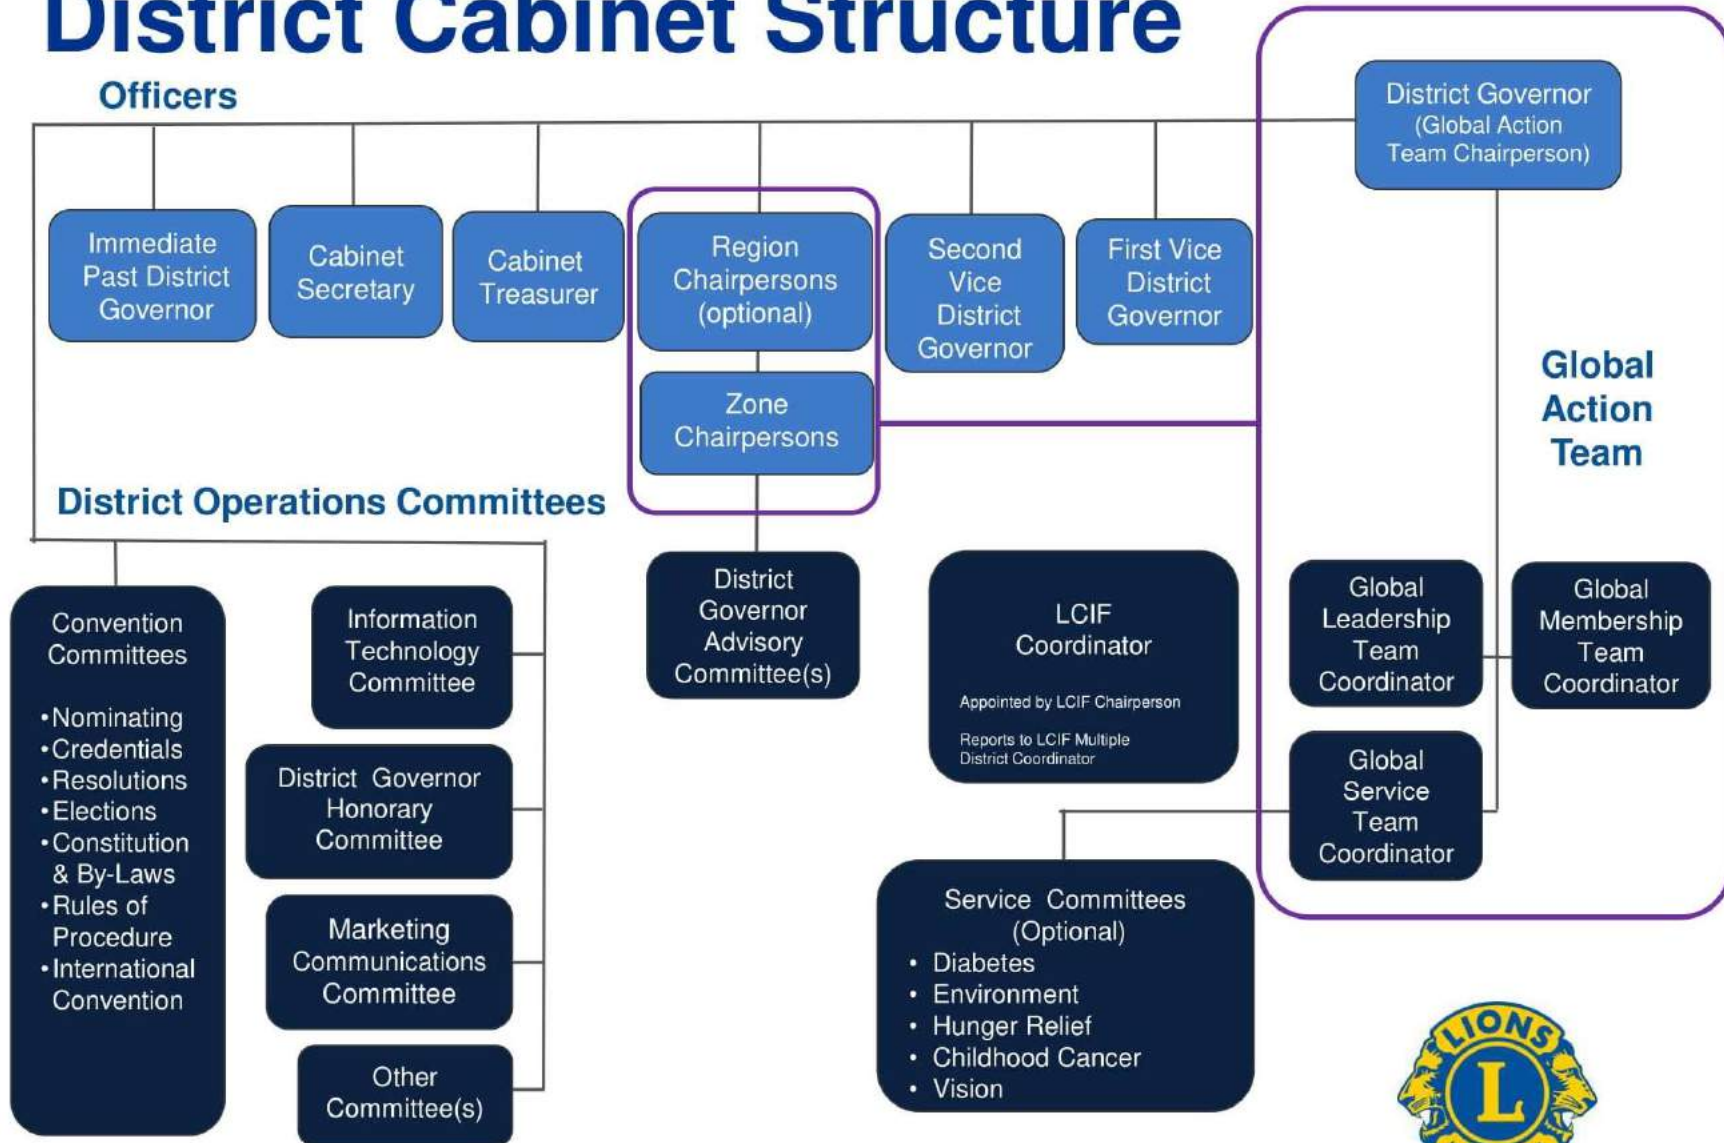 District Cabinet Structure
Officers
District Governor
(Global Action
Team Chairperson)
Immediate
Past District
Governor
Cabinet
Secretary
Cabinet
Treasurer
Region
Chairpersons
(optional)
Second
Vice
District
Governor
First Vice
District
Governor
Zone
Chairpersons
Global
Action
Team
District Operations Committees
Convention
Committees
•Nominating
•Credentials
•Resolutions
•Elections
•Constitution
& By-Laws
•Rules of
Procedure
•International
Convention
Information
Technology
Committee
District Governor
Honorary
Committee
Marketing
Communications
Committee
Other
Committee(s)
District
Governor
Advisory
Committee(s)
LCIF
Coordinator
Appointed by LCIF Chairperson
Reports to LCIF Multiple
District Coordinator
Global
Leadership
Team
Coordinator
Global
Membership
Team
Coordinator
Global
Service
Team
Coordinator
Service Committees
(Optional)
• Diabetes
• Environment
• Hunger Relief
• Childhood Cancer
• Vision
LIONS
L